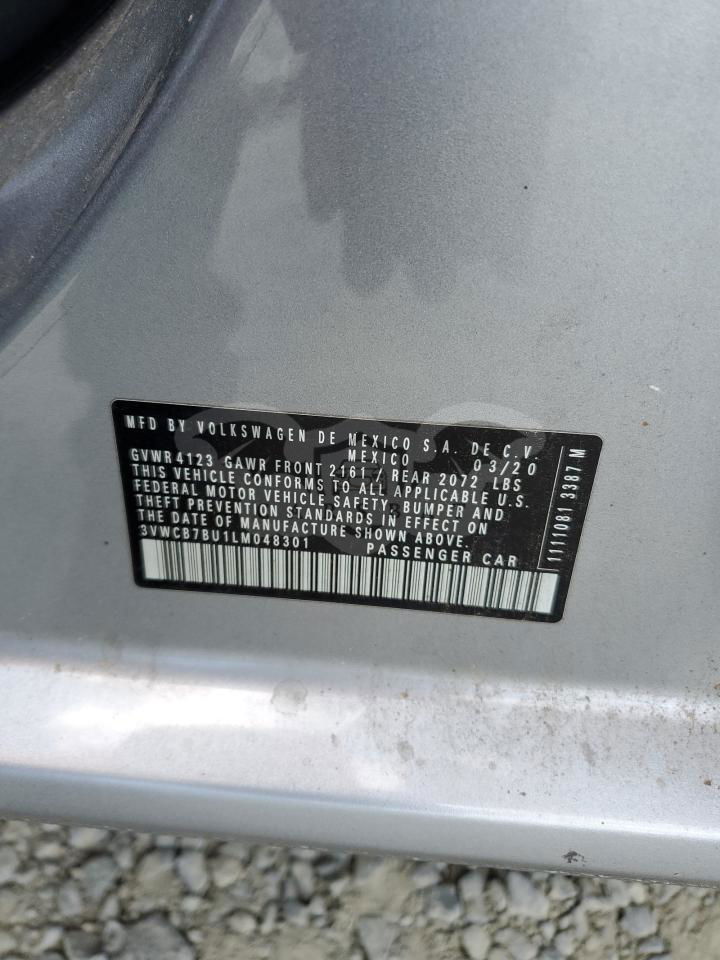 MFD BY VOLKSWAGEN DE MEXICO S.A. DE C.V
MEXICO 03/20
GVWR4123 GAWR FRONT 2161 REAR 2072 LBS
THIS VEHICLE CONFORMS TO ALL APPLICABLE U.S.
FEDERAL MOTOR VEHICLE SAFETY, BUMPER AND
THEFT PREVENTION STANDARDS IN EFFECT ON
THE DATE OF MANUFACTURE SHOWN ABOVE.
3VWCB7BU1LM048301 PASSENGER CAR
1111081 3387 M